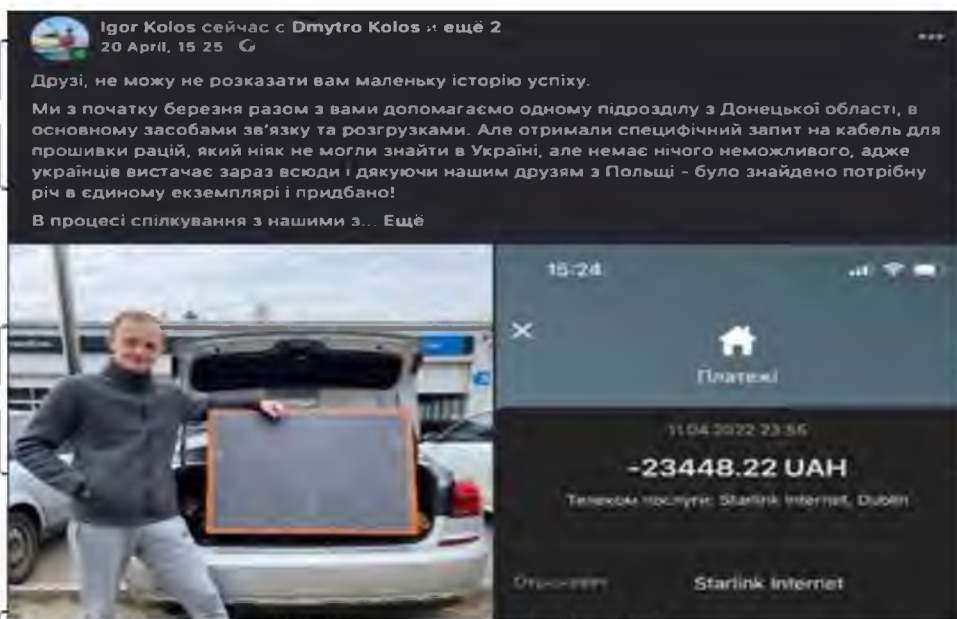 Igor Kolos сейчас с Dmytro Kolos и ещё 2
20 April, 15 25
Друзі, не можу не розказати вам маленьку історію успіху.
Ми з початку березня разом з вами допомагаємо одному підрозділу з Донецької області, в
основному засобами зв'язку та розгрузками. Але отримали специфічний запит на кабель для
прошивки рацій, який ніяк не могли знайти в Україні, але немає нічого неможливого, адже
українців вистачає зараз всюди і дякуючи нашим друзям з Польщі - було знайдено потрібну
річ в єдиному екземплярі і придбано!
В процесі спілкування з нашими з... Ещё
15:24
Платежі
11.04.2022 23:56
-23448.22 UAH
Телеком послуги: Starlink Internet, Dublin
Starlink Internet